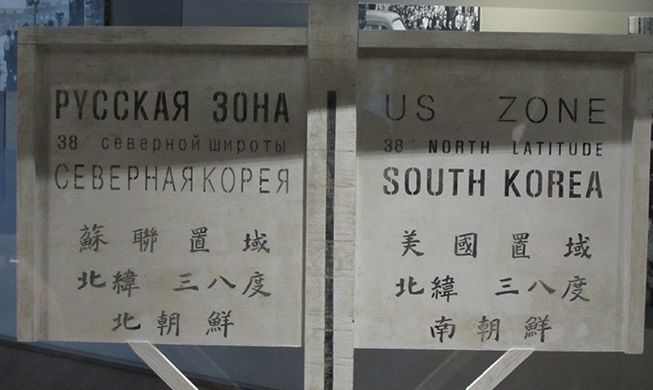 РУССКАЯ ЗОНА
38° северной широты
СЕВЕРНАЯ КОРЕЯ
蘇聯置域
北緯 三八度
北朝鮮
US ZONE
38° NORTH LATITUDE
SOUTH KOREA
美國置域
北緯 三八度
南朝鮮